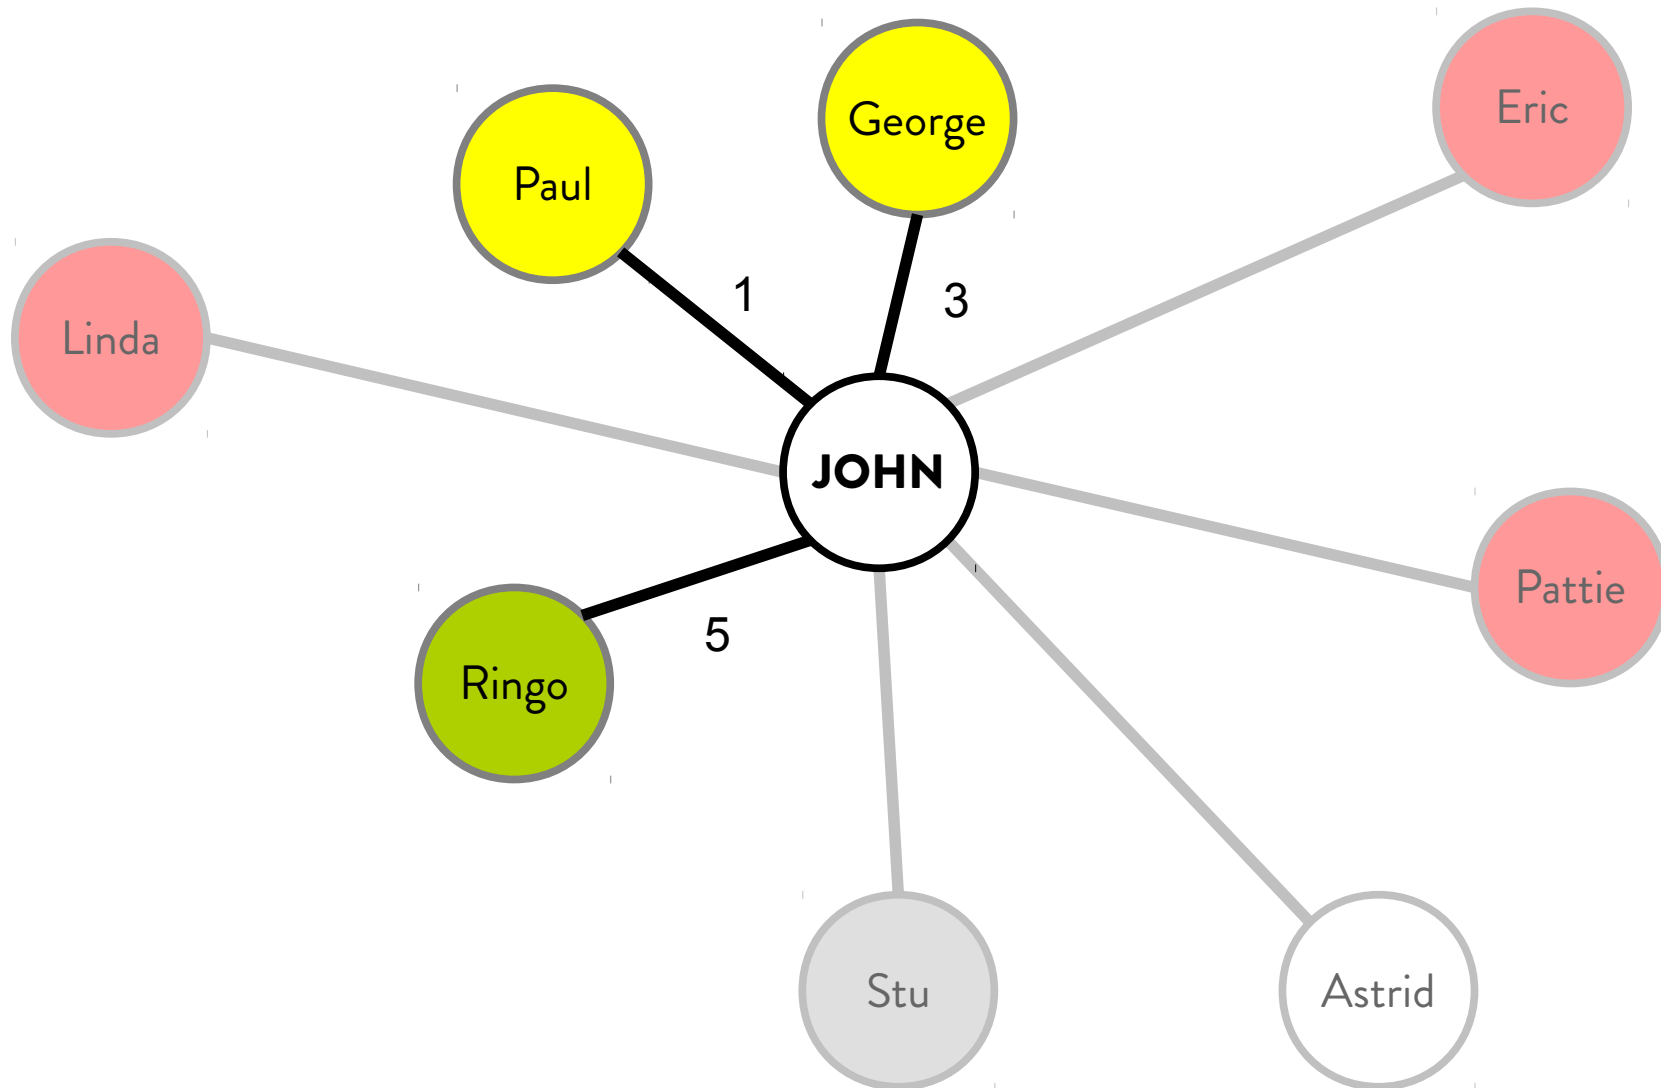 Eric
George
Paul
1
3
Linda
JOHN
Pattie
5
Ringo
Stu
Astrid